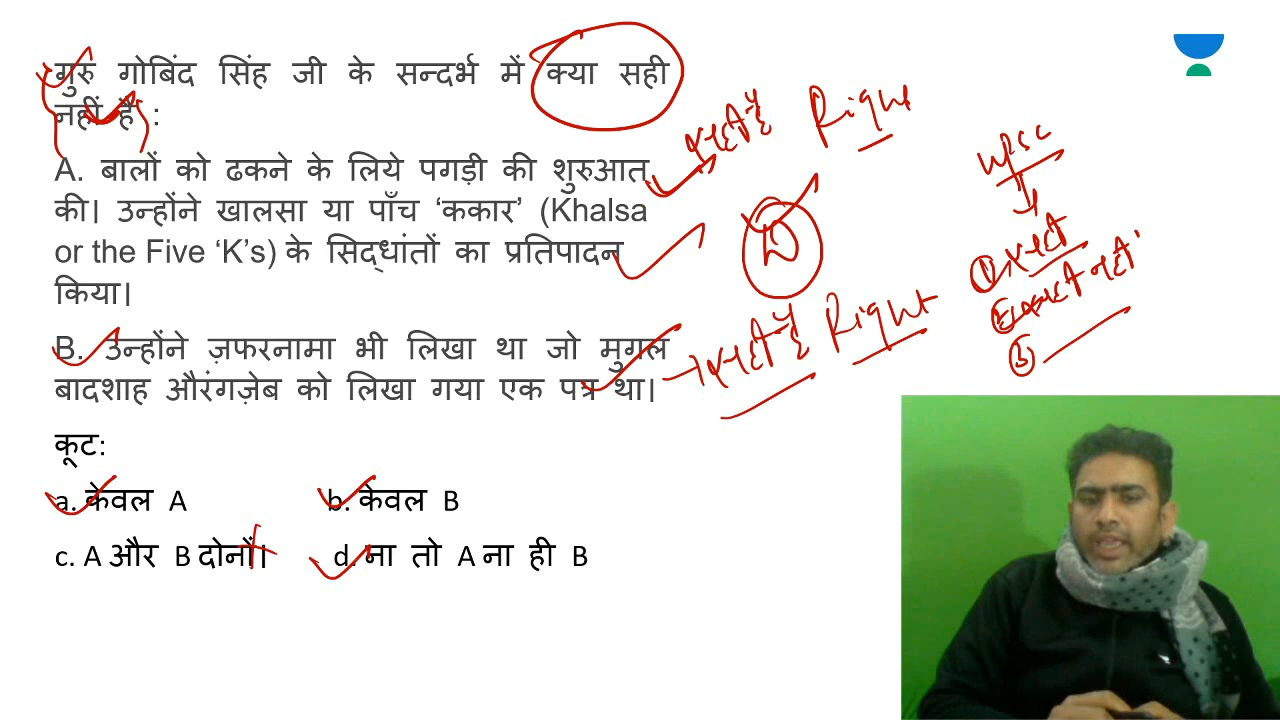 गुरु गोबिंद सिंह जी के सन्दर्भ में क्या सही
नहीं है :
A. बालों को ढकने के लिये पगड़ी की शुरुआत
की। उन्होंने खालसा या पाँच ‘ककार’ (Khalsa
or the Five ‘K’s) के सिद्धांतों का प्रतिपादन
किया।
B. उन्होंने ज़फरनामा भी लिखा था जो मुगल
बादशाह औरंगज़ेब को लिखा गया एक पत्र था।
कूट:
a. केवल A b. केवल B
c. A और B दोनों। d. ना तो A ना ही B
Right
D
Right
UPSC